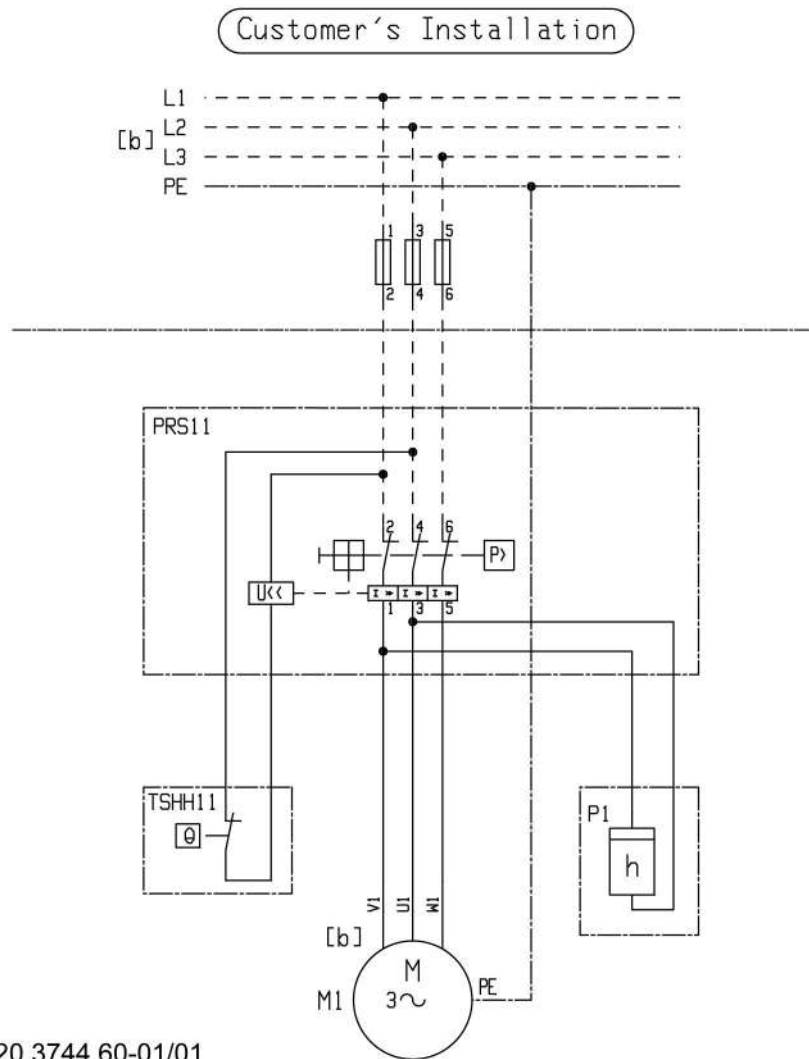 Customer´s Installation
L1
L2
[b]
L3
PE
1 3 5
2 4 6
PRS11
2 4 6
P>
U<<
I » I » I »
1 3 5
TSHH11
θ
P1
h
V1 U1 W1
[b]
M
M1 3~ PE
20 3744 60-01/01